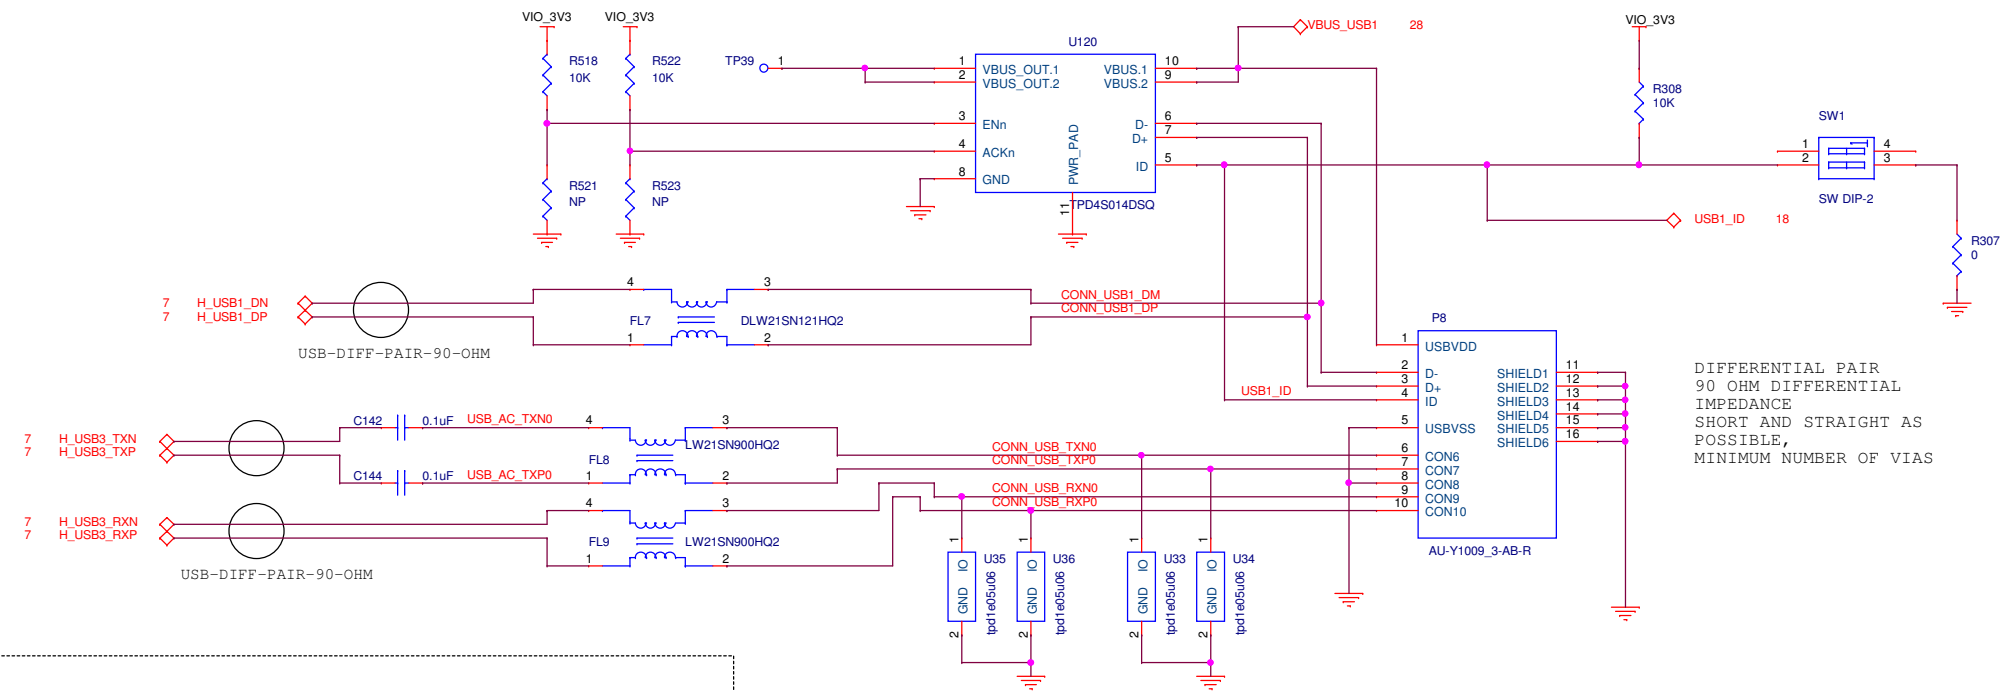 VIO_3V3
VIO_3V3
R518
10K
R522
10K
R521
NP
R523
NP
TP39
1
U120
1
VBUS_OUT.1
2
VBUS_OUT.2
3
ENn
4
ACKn
8
GND
10
VBUS.1
9
VBUS.2
6
D-
7
D+
5
ID
PWR_PAD
11
TPD4S014DSQ
VBUS_USB1
28
VIO_3V3
R308
10K
SW1
1
2
4
3
SW DIP-2
USB1_ID
18
R307
0
7
H_USB1_DN
7
H_USB1_DP
USB-DIFF-PAIR-90-OHM
4
3
FL7
DLW21SN121HQ2
1
2
CONN_USB1_DM
CONN_USB1_DP
7
H_USB3_TXN
7
H_USB3_TXP
C142
0.1uF
USB_AC_TXN0
C144
0.1uF
USB_AC_TXP0
4
3
LW21SN900HQ2
FL8
1
2
CONN_USB_TXN0
CONN_USB_TXP0
7
H_USB3_RXN
7
H_USB3_RXP
USB-DIFF-PAIR-90-OHM
4
3
FL9
LW21SN900HQ2
1
2
CONN_USB_RXN0
CONN_USB_RXP0
USB1_ID
P8
1
USBVDD
2
D-
3
D+
4
ID
5
USBVSS
6
CON6
7
CON7
8
CON8
9
CON9
10
CON10
SHIELD1
11
SHIELD2
12
SHIELD3
13
SHIELD4
14
SHIELD5
15
SHIELD6
16
AU-Y1009_3-AB-R
DIFFERENTIAL PAIR
90 OHM DIFFERENTIAL
IMPEDANCE
SHORT AND STRAIGHT AS
POSSIBLE,
MINIMUM NUMBER OF VIAS
1
IO
GND
2
U35
tpd1e05u06
1
IO
GND
2
U36
tpd1e05u06
1
IO
GND
2
U33
tpd1e05u06
1
IO
GND
2
U34
tpd1e05u06